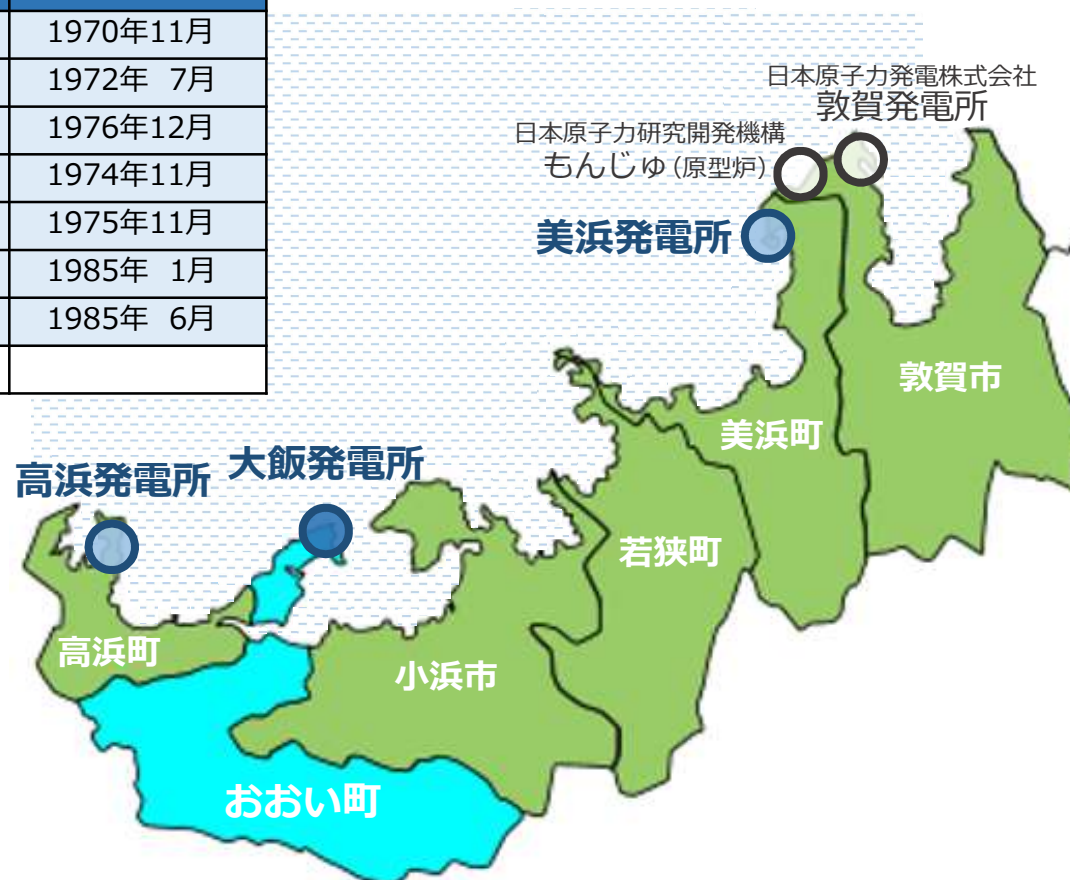 1970年11月
1972年 7月
1976年12月
1974年11月
1975年11月
1985年 1月
1985年 6月
日本原子力発電株式会社
敦賀発電所
日本原子力研究開発機構
もんじゅ(原型炉)
美浜発電所
敦賀市
美浜町
大飯発電所
高浜発電所
若狭町
高浜町
小浜市
おおい町